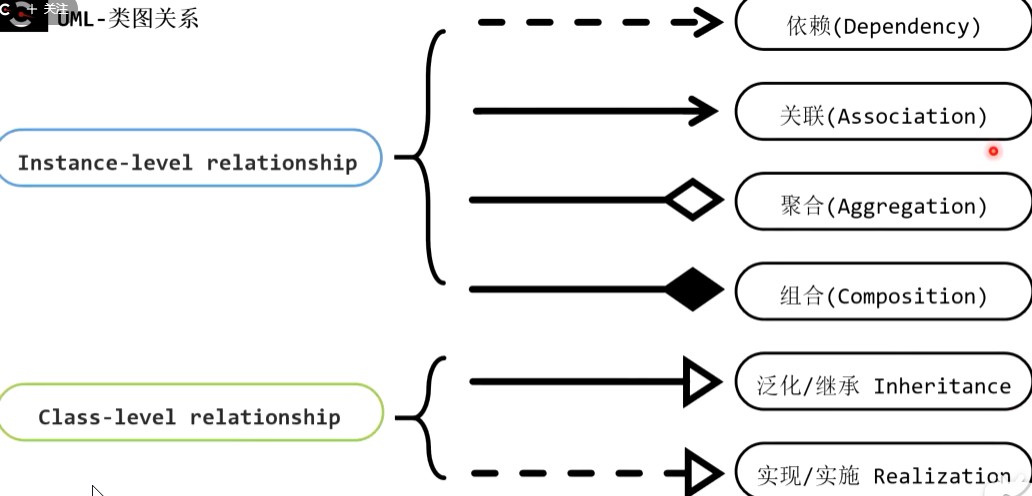 + 关注
UML-类图关系
依赖(Dependency)
关联(Association)
Instance-level relationship
聚合(Aggregation)
组合(Composition)
泛化/继承 Inheritance
Class-level relationship
实现/实施 Realization